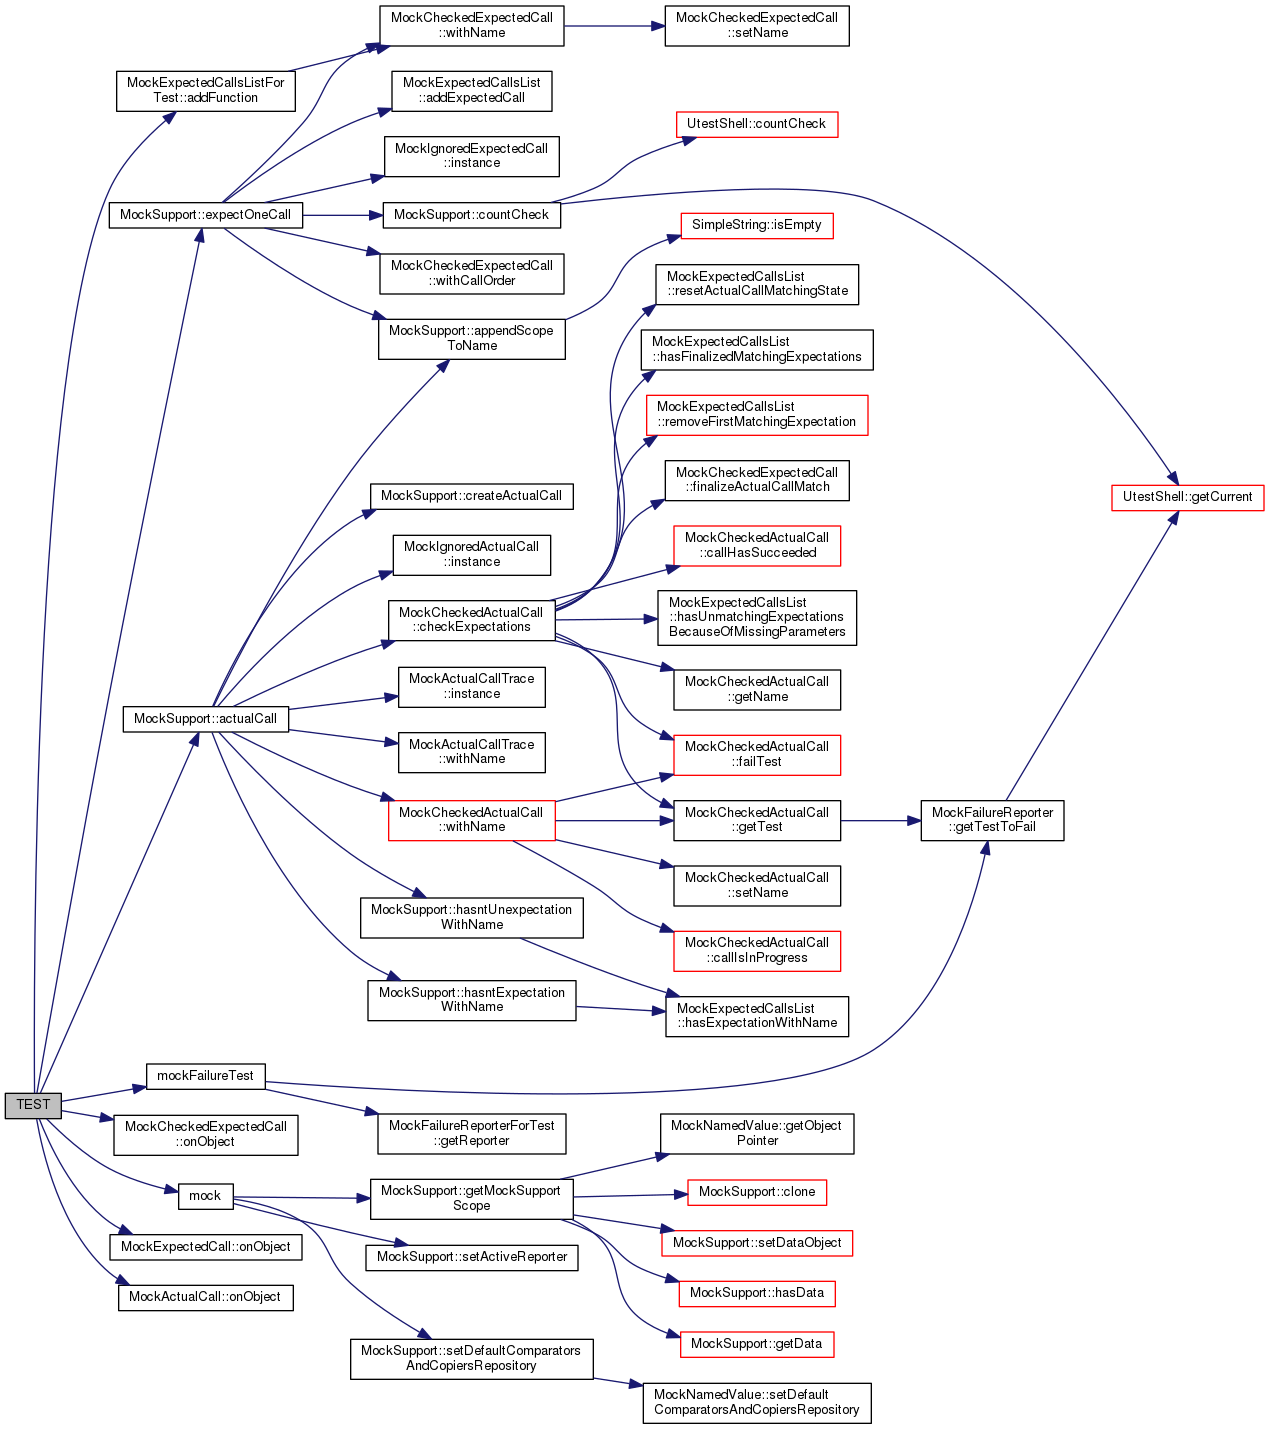 MockCheckedExpectedCall
::withName
MockCheckedExpectedCall
::setName
MockExpectedCallsListFor
Test::addFunction
MockExpectedCallsList
::addExpectedCall
UtestShell::countCheck
MockIgnoredExpectedCall
::instance
MockSupport::expectOneCall
MockSupport::countCheck
SimpleString::isEmpty
MockCheckedExpectedCall
::withCallOrder
MockExpectedCallsList
::resetActualCallMatchingState
MockSupport::appendScope
ToName
MockExpectedCallsList
::hasFinalizedMatchingExpectations
MockExpectedCallsList
::removeFirstMatchingExpectation
MockCheckedExpectedCall
::finalizeActualCallMatch
MockSupport::createActualCall
UtestShell::getCurrent
MockIgnoredActualCall
::instance
MockCheckedActualCall
::callHasSucceeded
MockCheckedActualCall
::checkExpectations
MockExpectedCallsList
::hasUnmatchingExpectations
BecauseOfMissingParameters
MockActualCallTrace
::instance
MockCheckedActualCall
::getName
MockSupport::actualCall
MockActualCallTrace
::withName
MockCheckedActualCall
::failTest
MockCheckedActualCall
::withName
MockCheckedActualCall
::getTest
MockFailureReporter
::getTestToFail
MockCheckedActualCall
::setName
MockSupport::hasntUnexpectation
WithName
MockCheckedActualCall
::callIsInProgress
MockSupport::hasntExpectation
WithName
MockExpectedCallsList
::hasExpectationWithName
mockFailureTest
TEST
MockCheckedExpectedCall
::onObject
MockFailureReporterForTest
::getReporter
MockNamedValue::getObject
Pointer
mock
MockSupport::getMockSupport
Scope
MockSupport::clone
MockExpectedCall::onObject
MockSupport::setActiveReporter
MockSupport::setDataObject
MockActualCall::onObject
MockSupport::hasData
MockSupport::getData
MockSupport::setDefaultComparators
AndCopiersRepository
MockNamedValue::setDefault
ComparatorsAndCopiersRepository